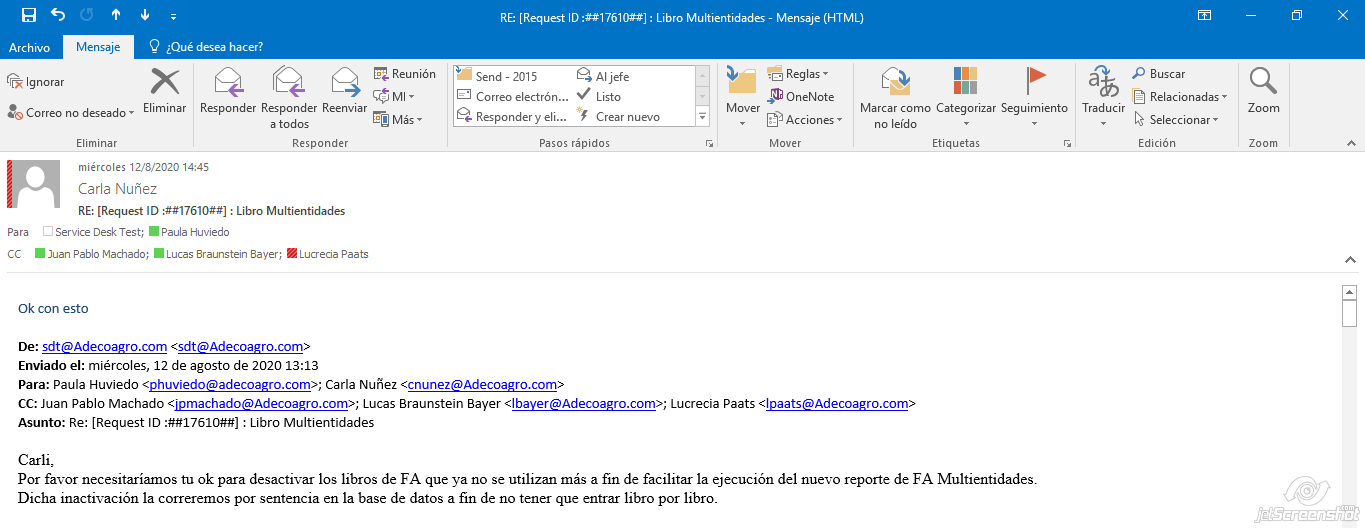 RE: [Request ID :##17610##] : Libro Multientidades - Mensaje (HTML)
Archivo Mensaje ¿Qué desea hacer?
Ignorar
Correo no deseado
Eliminar
Eliminar
Responder
Responder a todos
Reenviar
Reunión
MI
Más
Responder
Send - 2015
Correo electrón...
Responder y eli...
Al jefe
Listo
Crear nuevo
Pasos rápidos
Mover
Reglas
OneNote
Acciones
Mover
Marcar como no leído
Categorizar
Seguimiento
Etiquetas
Traducir
Buscar
Relacionadas
Seleccionar
Edición
Zoom
Zoom
miércoles 12/8/2020 14:45
Carla Nuñez
RE: [Request ID :##17610##] : Libro Multientidades
Para Service Desk Test; Paula Huviedo
CC Juan Pablo Machado; Lucas Braunstein Bayer; Lucrecia Paats
Ok con esto
De: sdt@Adecoagro.com <sdt@Adecoagro.com>
Enviado el: miércoles, 12 de agosto de 2020 13:13
Para: Paula Huviedo <phuviedo@adecoagro.com>; Carla Nuñez <cnunez@Adecoagro.com>
CC: Juan Pablo Machado <jpmachado@Adecoagro.com>; Lucas Braunstein Bayer <lbayer@Adecoagro.com>; Lucrecia Paats <lpaats@Adecoagro.com>
Asunto: Re: [Request ID :##17610##] : Libro Multientidades
Carli,
Por favor necesitaríamos tu ok para desactivar los libros de FA que ya no se utilizan más a fín de facilitar la ejecución del nuevo reporte de FA Multientidades.
Dicha inactivación la correremos por sentencia en la base de datos a fín de no tener que entrar libro por libro.
jetScreenshot.com